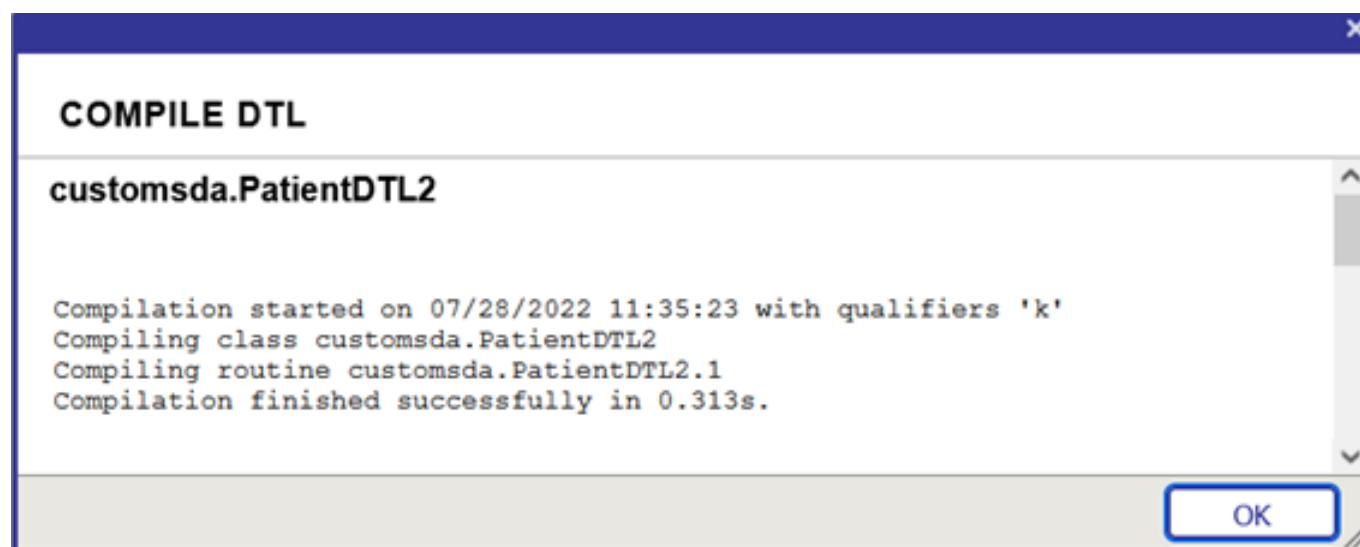 COMPILE DTL
customsda.PatientDTL2
Compilation started on 07/28/2022 11:35:23 with qualifiers 'k'
Compiling class customsda.PatientDTL2
Compiling routine customsda.PatientDTL2.1
Compilation finished successfully in 0.313s.
OK